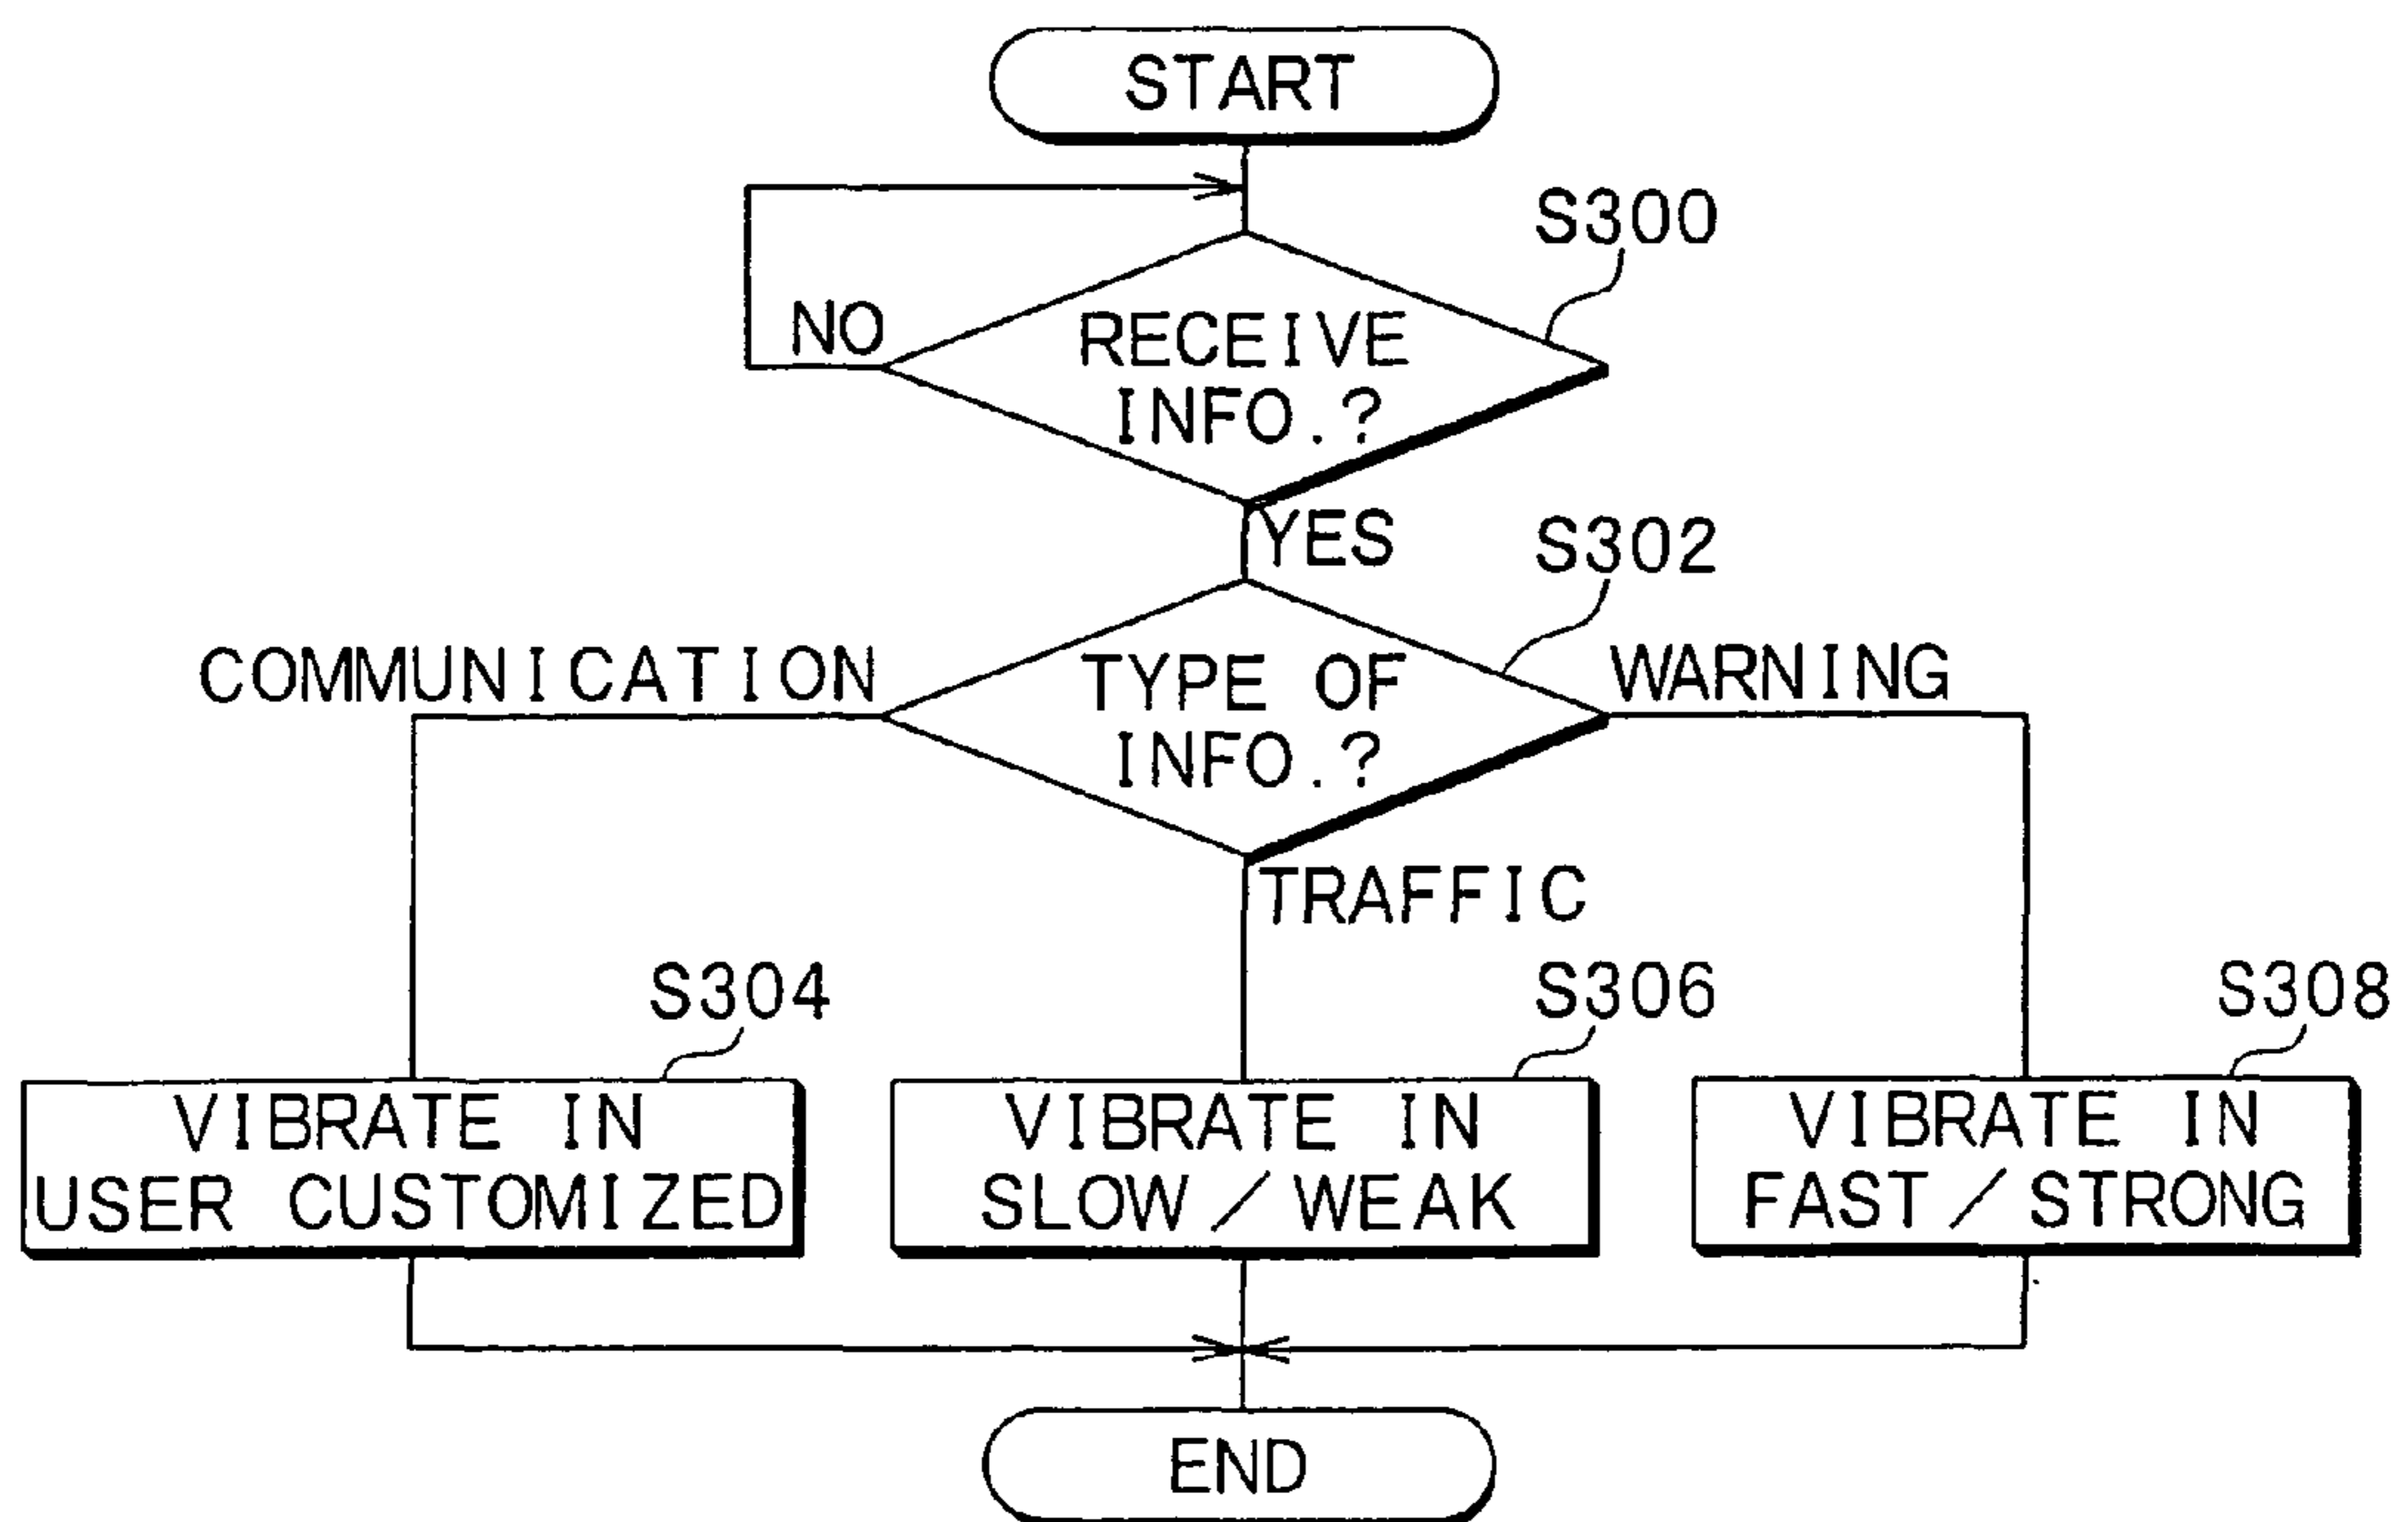 START
S300
NO
RECEIVE
INFO.?
YES
S302
COMMUNICATION
TYPE OF
INFO.?
WARNING
TRAFFIC
S304
S306
S308
VIBRATE IN
USER CUSTOMIZED
VIBRATE IN
SLOW/WEAK
VIBRATE IN
FAST/STRONG
END